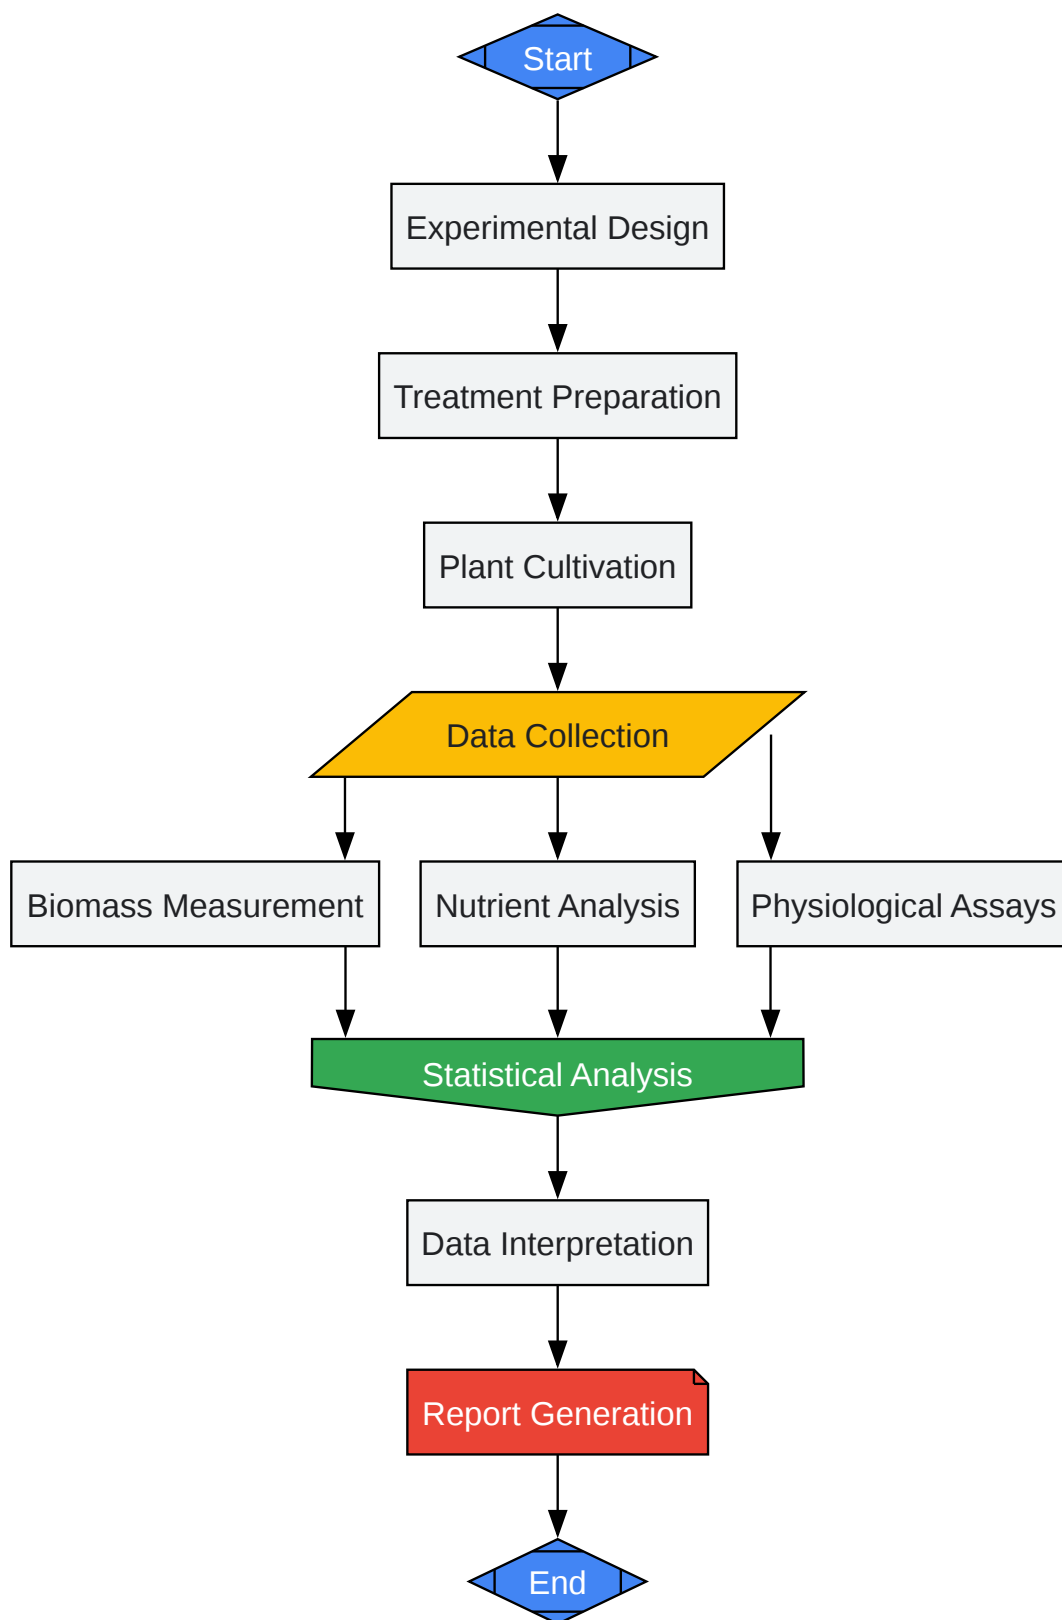 Start
Experimental Design
Treatment Preparation
Plant Cultivation
Data Collection
Biomass Measurement
Nutrient Analysis
Physiological Assays
Statistical Analysis
Data Interpretation
Report Generation
End